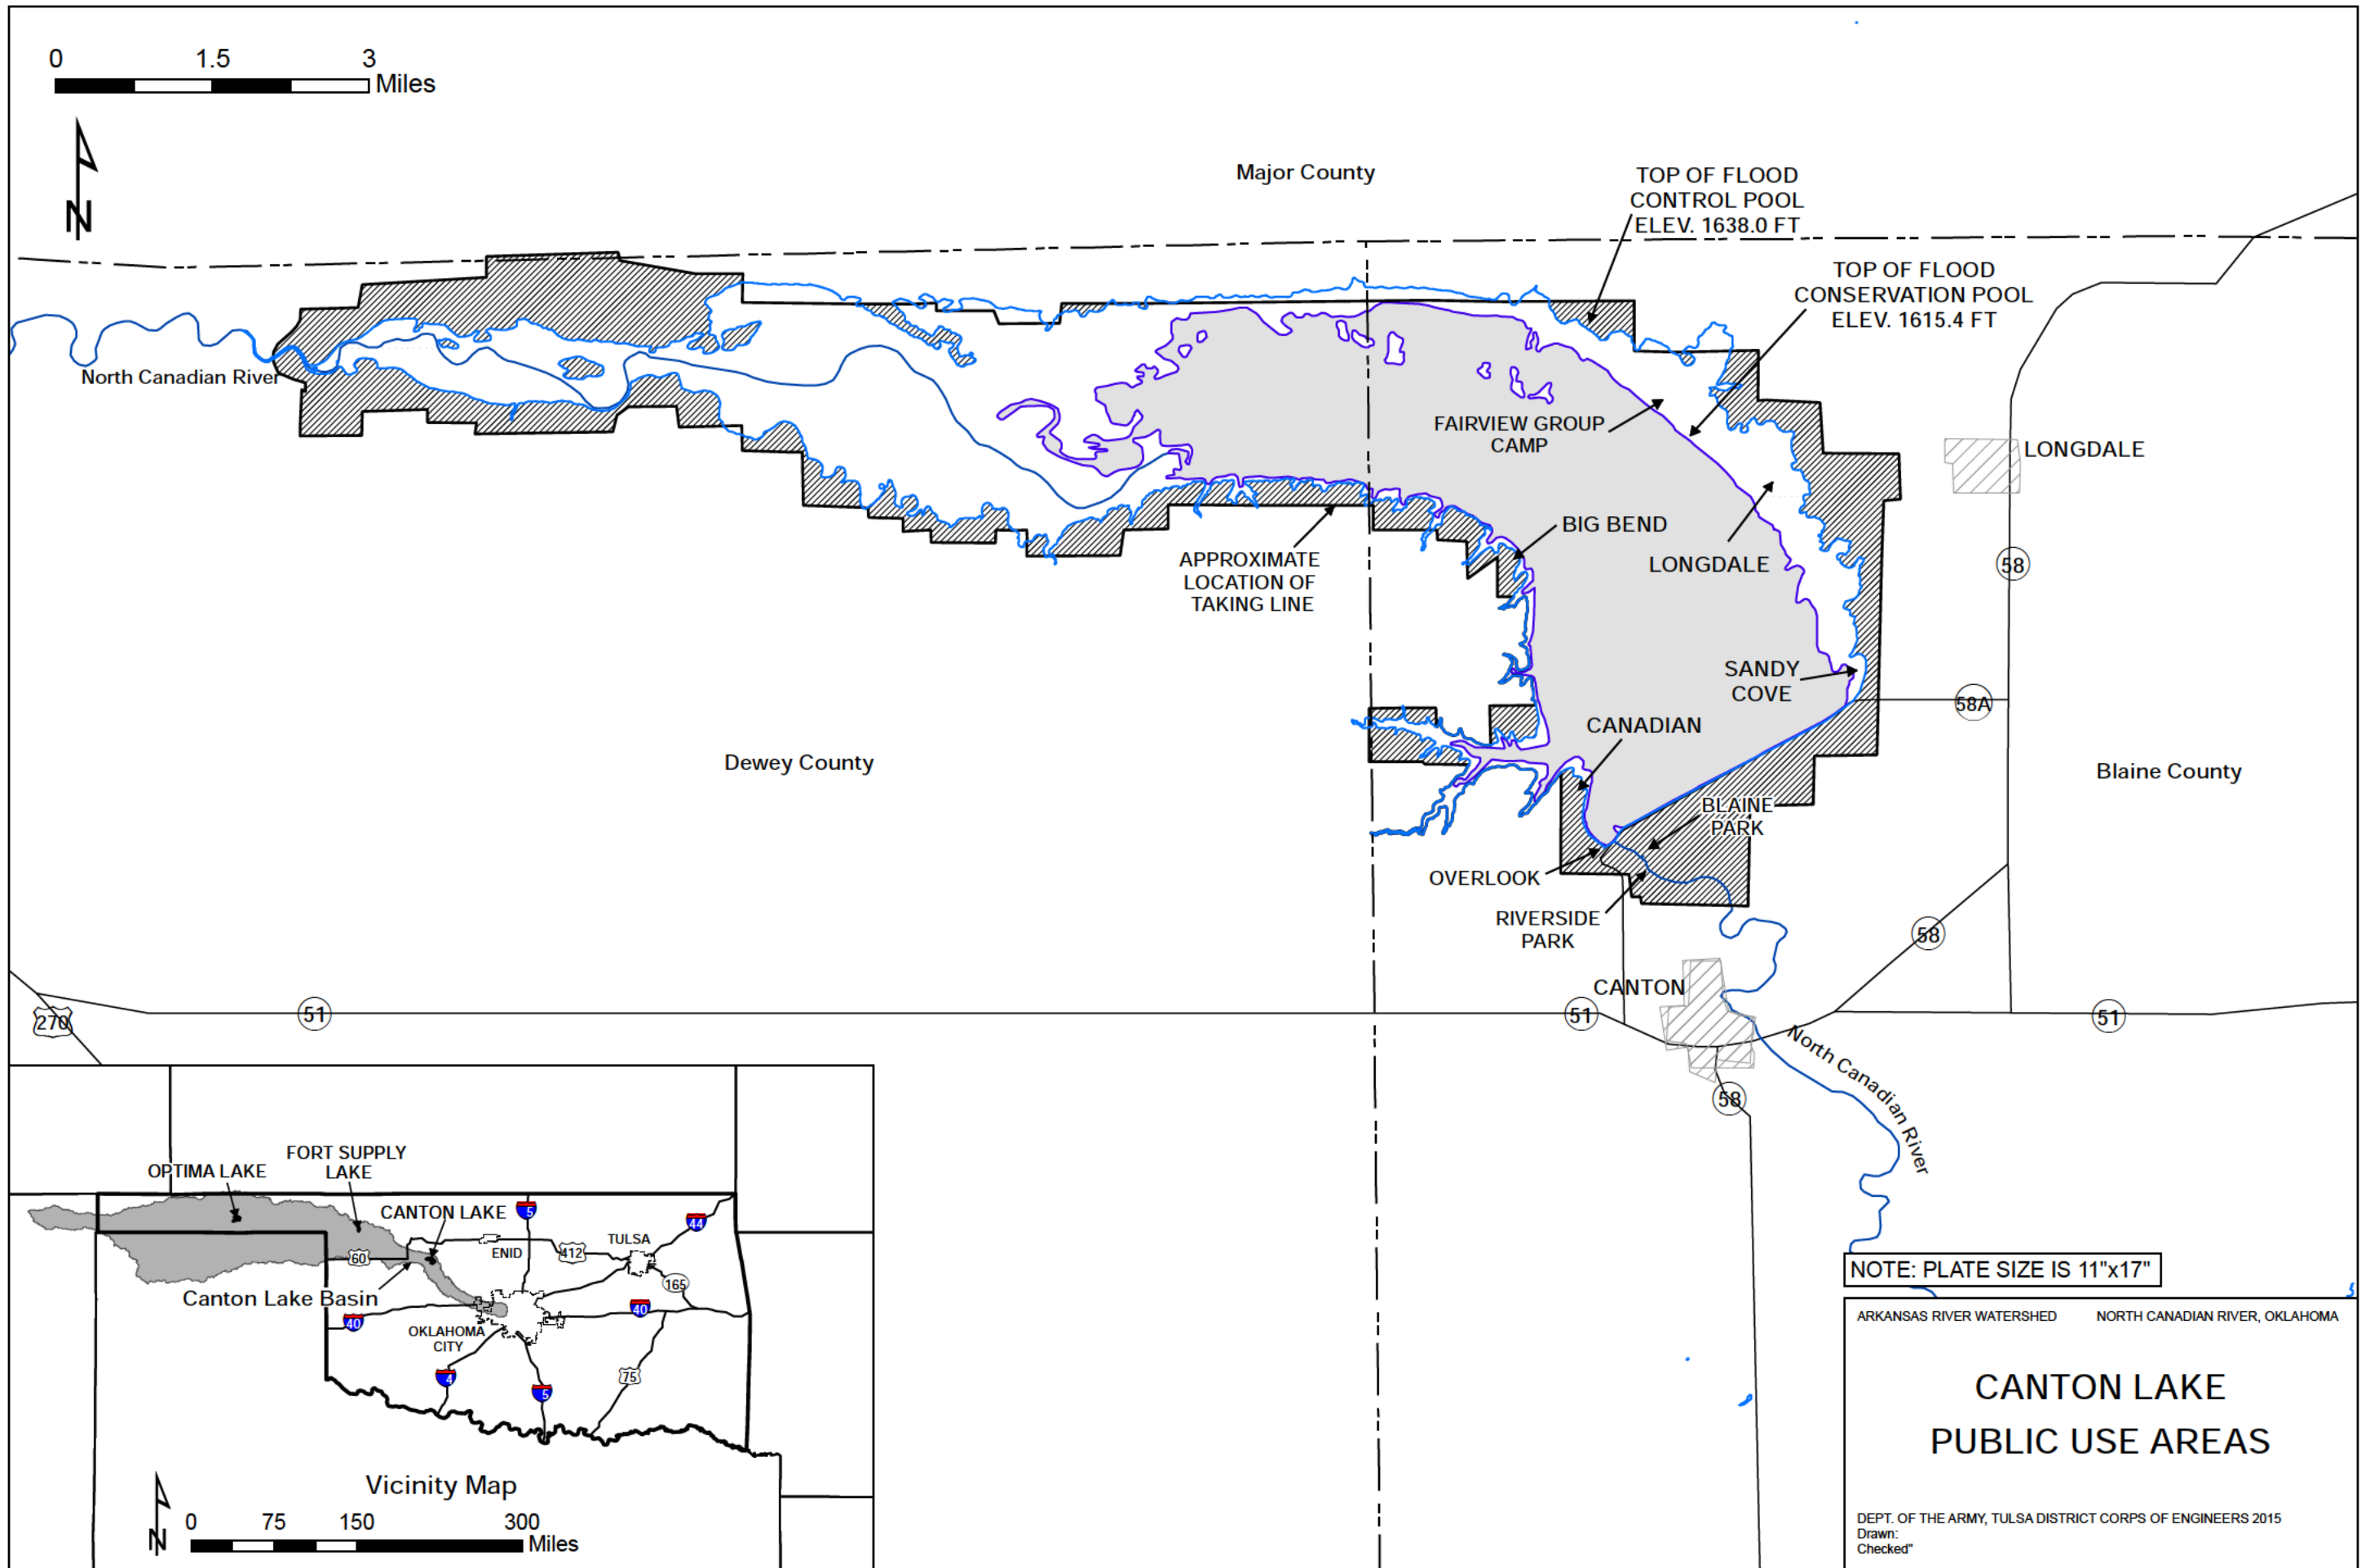 0 1.5 3
Miles
N
Major County
TOP OF FLOOD
CONTROL POOL
ELEV. 1638.0 FT
TOP OF FLOOD
CONSERVATION POOL
ELEV. 1615.4 FT
North Canadian River
FAIRVIEW GROUP
CAMP
LONGDALE
BIG BEND
APPROXIMATE
LOCATION OF
TAKING LINE
LONGDALE
58
SANDY
COVE
58A
CANADIAN
Dewey County
Blaine County
BLAINE
PARK
OVERLOOK
RIVERSIDE
PARK
58
CANTON
270
51
51
51
North Canadian River
58
OPTIMA LAKE
FORT SUPPLY
LAKE
CANTON LAKE
5
44
60
ENID
412
TULSA
165
Canton Lake Basin
40
40
OKLAHOMA
CITY
4
5
75
Vicinity Map
N
0 75 150 300
Miles
NOTE: PLATE SIZE IS 11"x17"
ARKANSAS RIVER WATERSHED NORTH CANADIAN RIVER, OKLAHOMA
CANTON LAKE
PUBLIC USE AREAS
DEPT. OF THE ARMY, TULSA DISTRICT CORPS OF ENGINEERS 2015
Drawn:
Checked"